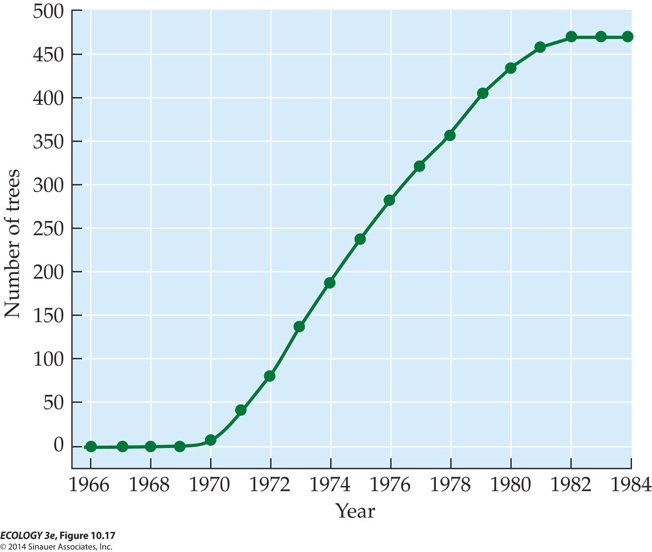 500
450
400
350
300
250
200
150
100
50
0
Number of trees
1966 1968 1970 1972 1974 1976 1978 1980 1982 1984
Year
ECOLOGY 3e, Figure 10.17
© 2014 Sinauer Associates, Inc.